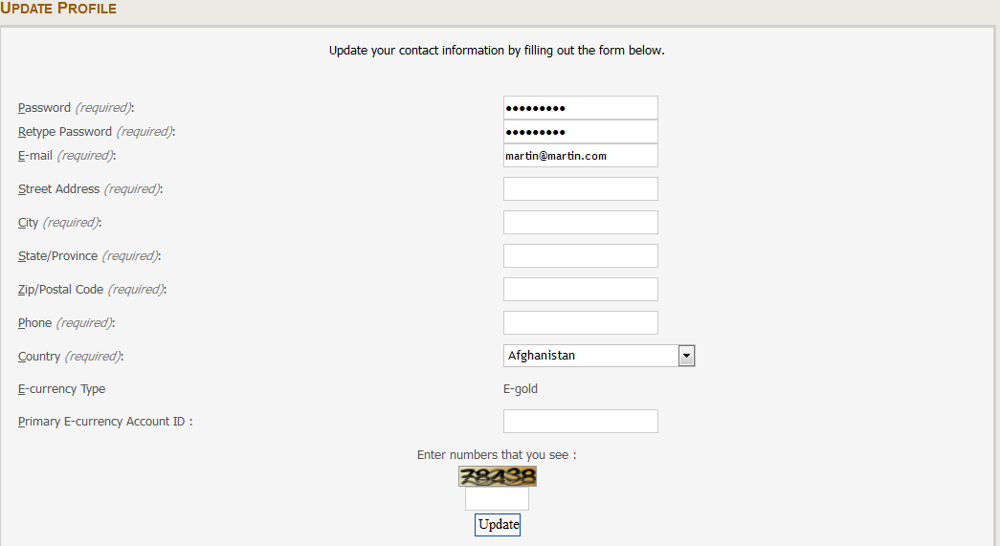 UPDATE PROFILE
Update your contact information by filling out the form below.
Password (required): •••••••••
Retype Password (required): •••••••••
E-mail (required): martin@martin.com
Street Address (required):
City (required):
State/Province (required):
Zip/Postal Code (required):
Phone (required):
Country (required): Afghanistan
E-currency Type E-gold
Primary E-currency Account ID :
Enter numbers that you see :
78438
Update